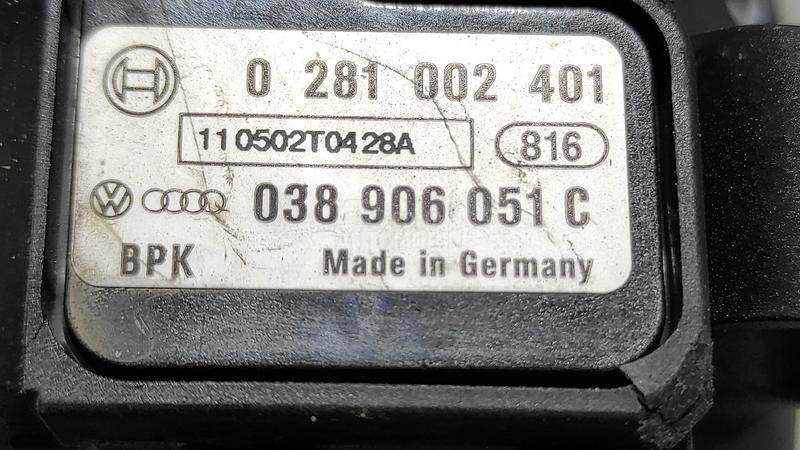 0 281 002 401
110502T0428A 816
038 906 051 C
BPK Made in Germany